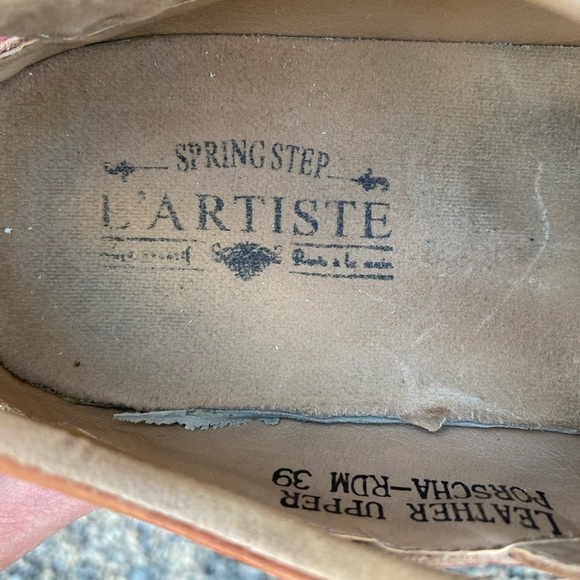 SPRING STEP
L'ARTISTE
LEATHER UPPER
PORSCHA-RDM 39